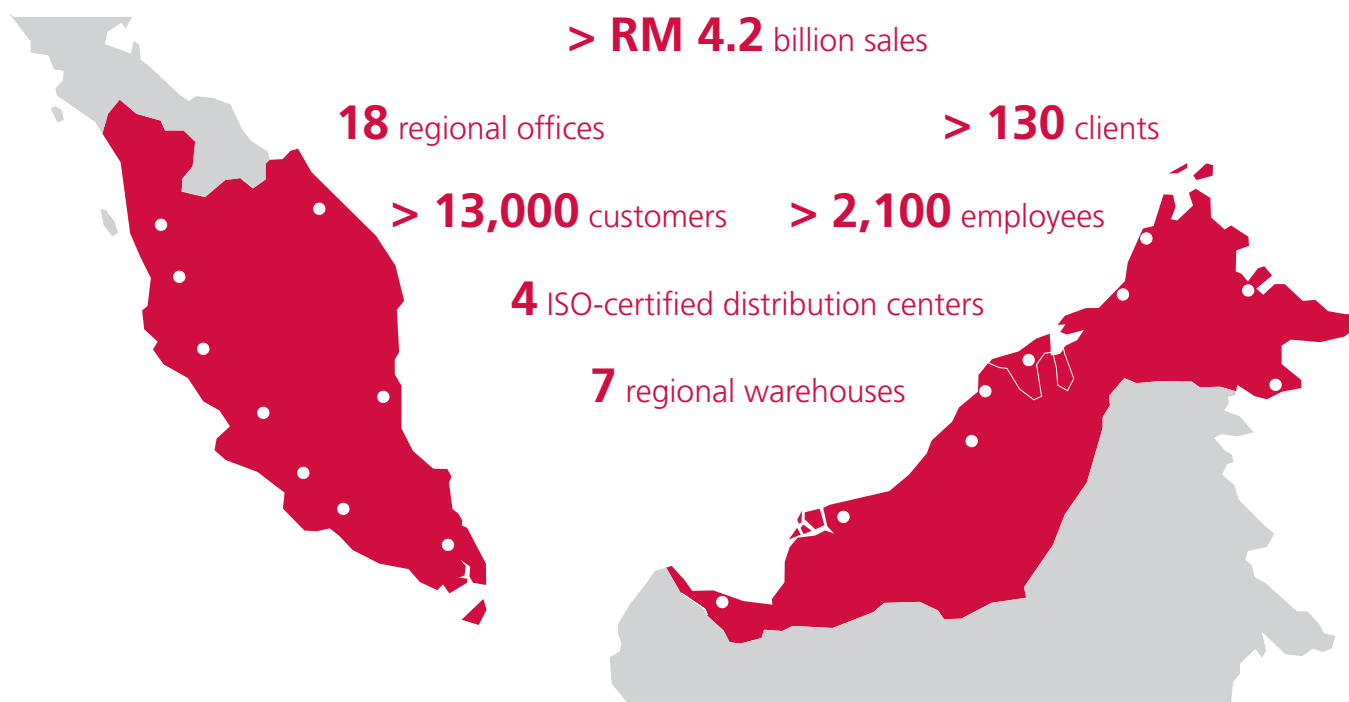 > RM 4.2 billion sales
18 regional offices
> 130 clients
> 13,000 customers
> 2,100 employees
4 ISO-certified distribution centers
7 regional warehouses